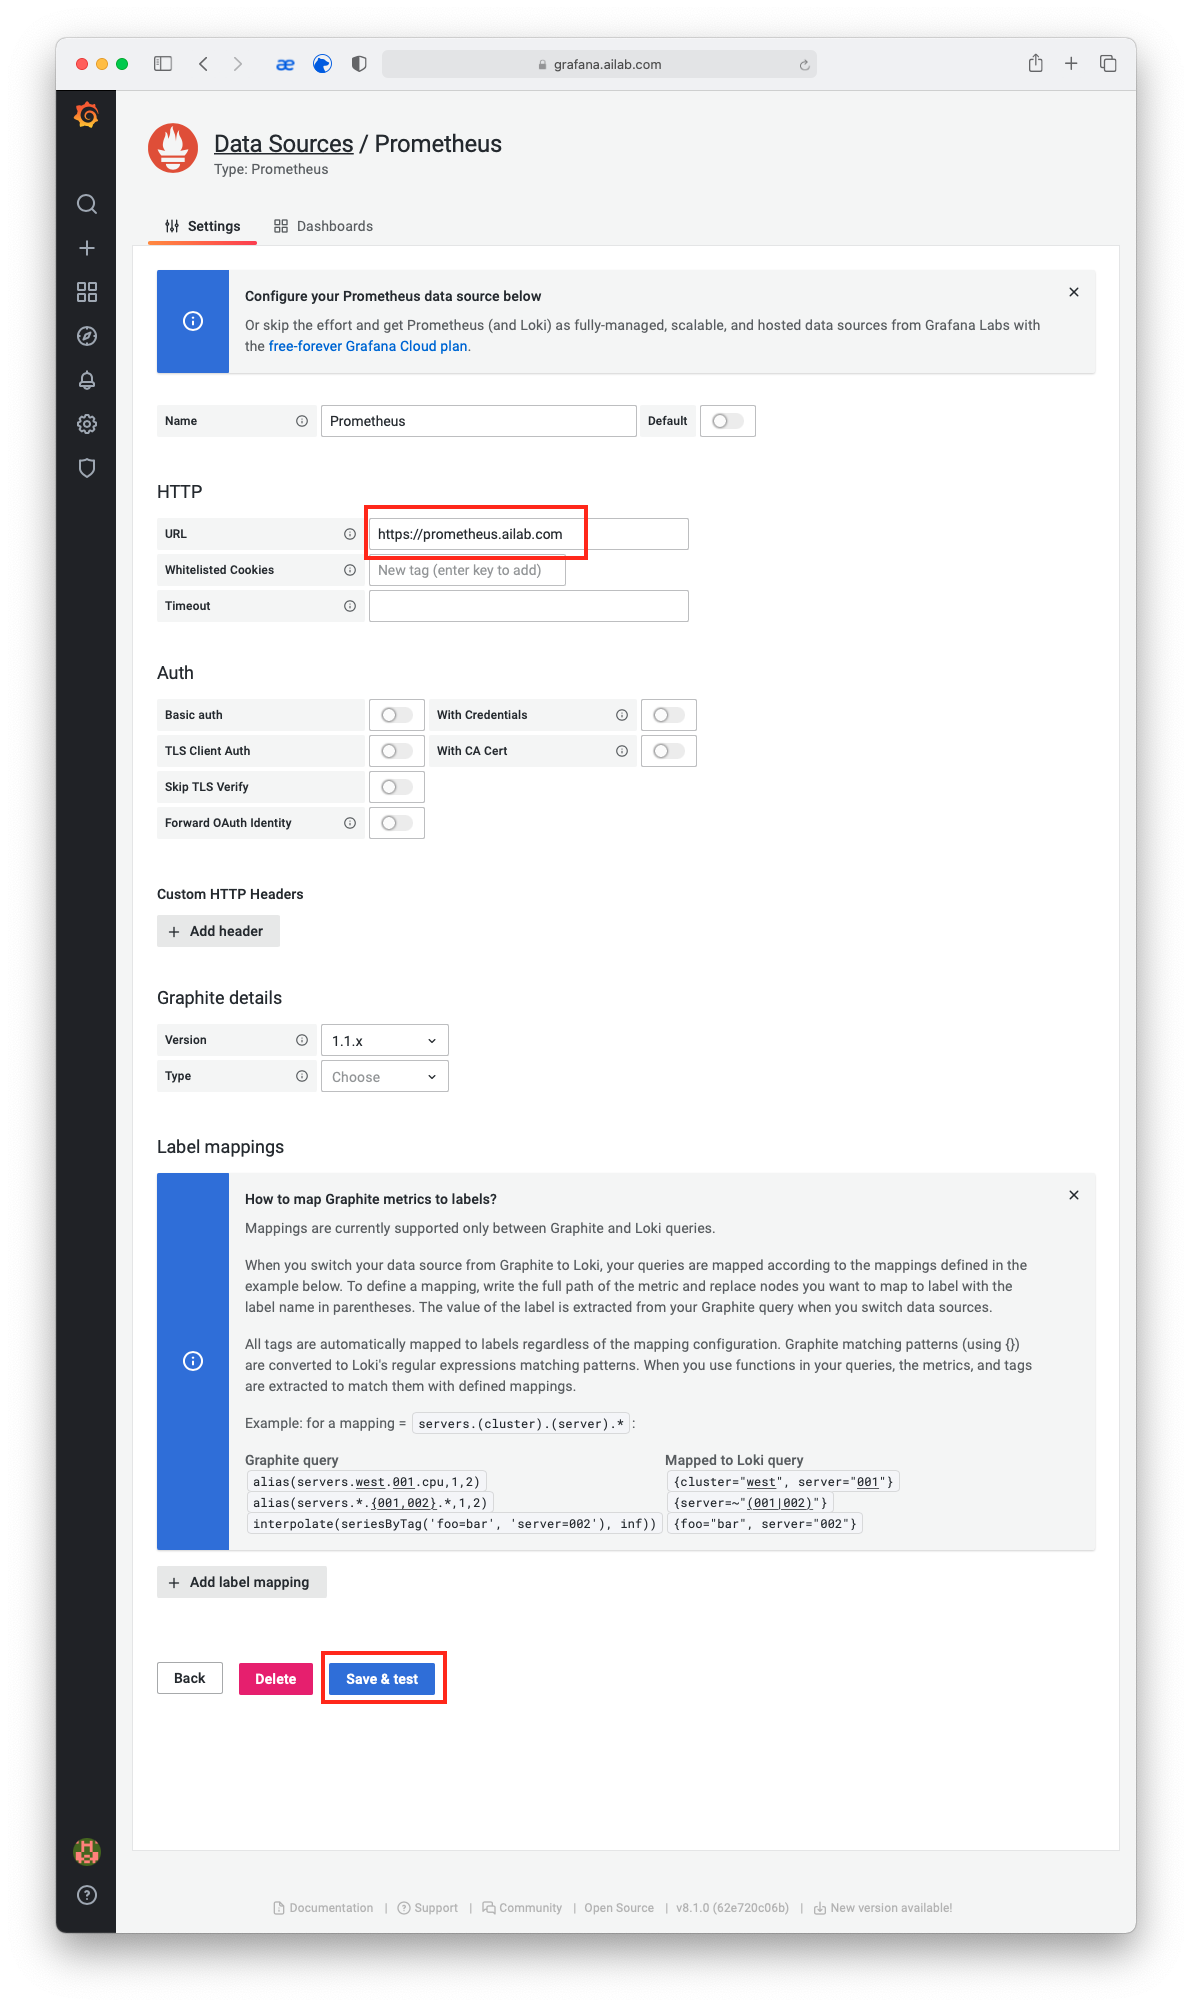 grafana.ailab.com
Data Sources / Prometheus
Type: Prometheus
Settings
Dashboards
Configure your Prometheus data source below
Or skip the effort and get Prometheus (and Loki) as fully-managed, scalable, and hosted data sources from Grafana Labs with
the free-forever Grafana Cloud plan.
Name
Prometheus
Default
HTTP
URL
https://prometheus.ailab.com
Whitelisted Cookies
New tag (enter key to add)
Timeout
Auth
Basic auth
With Credentials
TLS Client Auth
With CA Cert
Skip TLS Verify
Forward OAuth Identity
Custom HTTP Headers
+ Add header
Graphite details
Version
1.1.x
Type
Choose
Label mappings
How to map Graphite metrics to labels?
Mappings are currently supported only between Graphite and Loki queries.
When you switch your data source from Graphite to Loki, your queries are mapped according to the mappings defined in the
example below. To define a mapping, write the full path of the metric and replace nodes you want to map to label with the
label name in parentheses. The value of the label is extracted from your Graphite query when you switch data sources.
All tags are automatically mapped to labels regardless of the mapping configuration. Graphite matching patterns (using {})
are converted to Loki's regular expressions matching patterns. When you use functions in your queries, the metrics, and tags
are extracted to match them with defined mappings.
Example: for a mapping = servers.(cluster).(server).* :
Graphite query
Mapped to Loki query
alias(servers.west.001.cpu,1,2)
{cluster="west", server="001"}
alias(servers.*.{001,002}.*,1,2)
{server=~"(001|002)"}
interpolate(seriesByTag('foo=bar', 'server=002'), inf))
{foo="bar", server="002"}
+ Add label mapping
Back
Delete
Save & test
Documentation | Support | Community | Open Source | v8.1.0 (62e720c06b) | New version available!